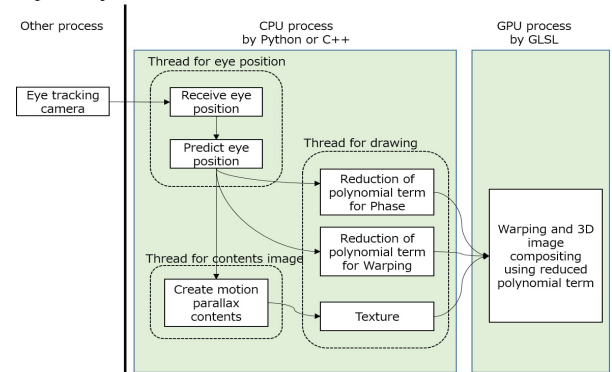 Other process
CPU process
by Python or C++
GPU process
by GLSL
Thread for eye position
Eye tracking
camera
Receive eye
position
Predict eye
position
Thread for drawing
Reduction of
polynomial term
for Phase
Reduction of
polynomial term
for Warping
Warping and 3D
image
compositing
using reduced
polynomial term
Thread for contents image
Create motion
parallax
contents
Texture